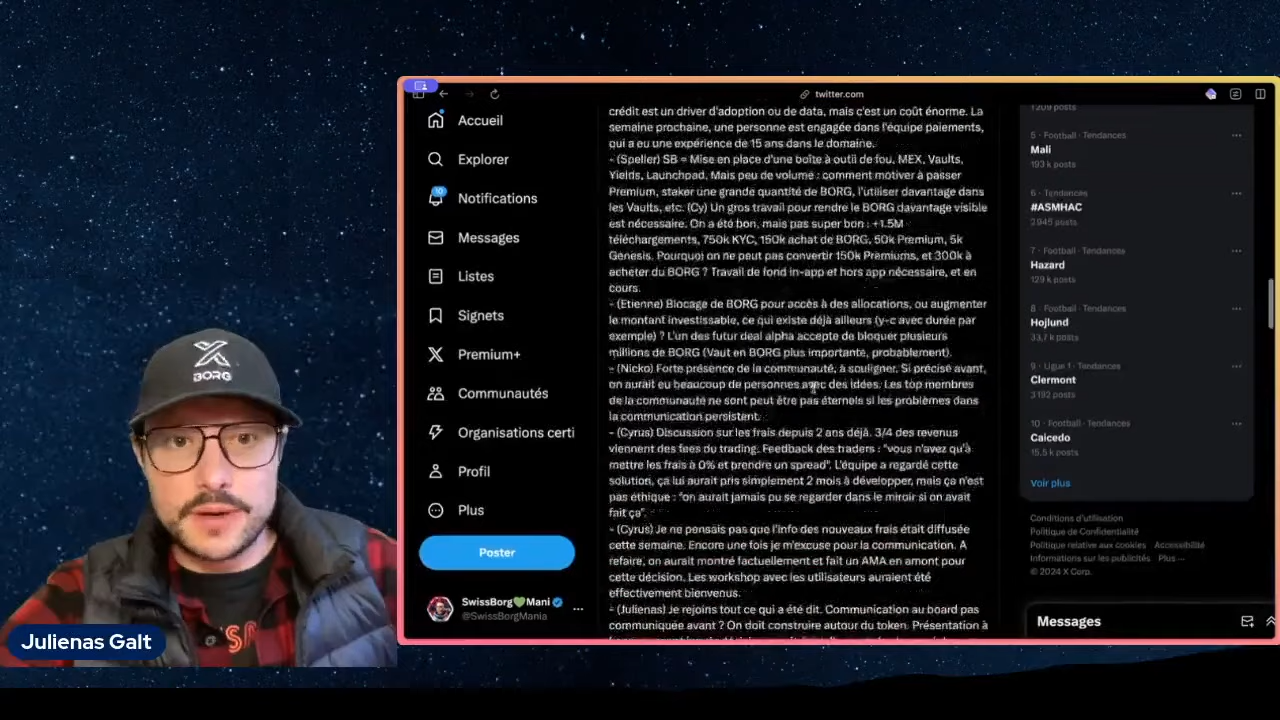 twitter.com
Accueil
Explorer
10
Notifications
Messages
Listes
Signets
Premium+
Communautés
Organisations certi
Profil
Plus
Poster
SwissBorg💚Mani
@SwissBorgMania
crédit est un driver d'adoption ou de data, mais c'est un coût énorme. La
semaine prochaine, une personne est engagée dans l'équipe paiements,
qui a eu une expérience de 15 ans dans le domaine.
- (Speller) SB = Mise en place d'une boîte à outil de fou, MEX, Vaults,
Yields, Launchpad. Mais peu de volume : comment motiver à passer
Premium, staker une grande quantité de BORG, l'utiliser davantage dans
les Vaults, etc. (Cy) Un gros travail pour rendre le BORG davantage visible
est nécessaire. On a été bon, mais pas super bon : +1.5M
téléchargements, 750k KYC, 150k achat de BORG, 50k Premium, 5k
Genesis. Pourquoi on ne peut pas convertir 150k Premiums, et 300k à
acheter du BORG ? Travail de fond in-app et hors app nécessaire, et en
cours.
- (Etienne) Blocage de BORG pour accès à des allocations, ou augmenter
le montant investissable, ce qui existe déjà ailleurs (y-c avec durée par
exemple) ? L'un des futur deal alpha accepte de bloquer plusieurs
millions de BORG (Vaut en BORG plus importante, probablement).
- (Nicko) Forte présence de la communauté, à souligner. Si précisé avant,
on aurait eu beaucoup de personnes avec des idées. Les top membres
de la communauté ne sont peut être pas éternels si les problèmes dans
la communication persistent.
- (Cyrus) Discussion sur les frais depuis 2 ans déjà. 3/4 des revenus
viennent des fees du trading. Feedback des traders : "vous n'avez qu'à
mettre les frais à 0% et prendre un spread". L'équipe a regardé cette
solution, ça lui aurait pris simplement 2 mois à développer, mais ça n'est
pas éthique : "on aurait jamais pu se regarder dans le miroir si on avait
fait ça".
- (Cyrus) Je ne pensais pas que l'info des nouveaux frais était diffusée
cette semaine. Encore une fois je m'excuse pour la communication. A
refaire, on aurait montré factuellement et fait un AMA en amont pour
cette décision. Les workshop avec les utilisateurs auraient été
effectivement bienvenus.
- (Julienas) Je rejoins tout ce qui a été dit. Communication au board pas
communiquée avant ? On doit construire autour du token. Présentation à
1 209 posts
5 · Football · Tendances
Mali
193 k posts
6 · Tendances
#ASMHAC
2 945 posts
7 · Football · Tendances
Hazard
129 k posts
8 · Football · Tendances
Hojlund
33,7 k posts
9 · Ligue 1 · Tendances
Clermont
3 192 posts
10 · Football · Tendances
Caicedo
15,5 k posts
Voir plus
Conditions d'utilisation
Politique de Confidentialité
Politique relative aux cookies Accessibilité
Informations sur les publicités Plus ···
© 2024 X Corp.
Messages
BORG
Julienas Galt